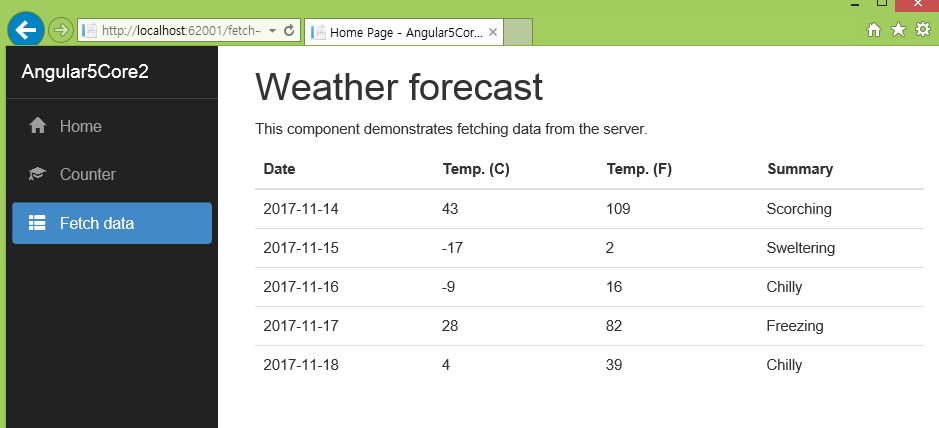 http://localhost:62001/fetch-
Home Page - Angular5Cor...
Angular5Core2
Home
Counter
Fetch data
Weather forecast
This component demonstrates fetching data from the server.
Date Temp. (C) Temp. (F) Summary
2017-11-14 43 109 Scorching
2017-11-15 -17 2 Sweltering
2017-11-16 -9 16 Chilly
2017-11-17 28 82 Freezing
2017-11-18 4 39 Chilly